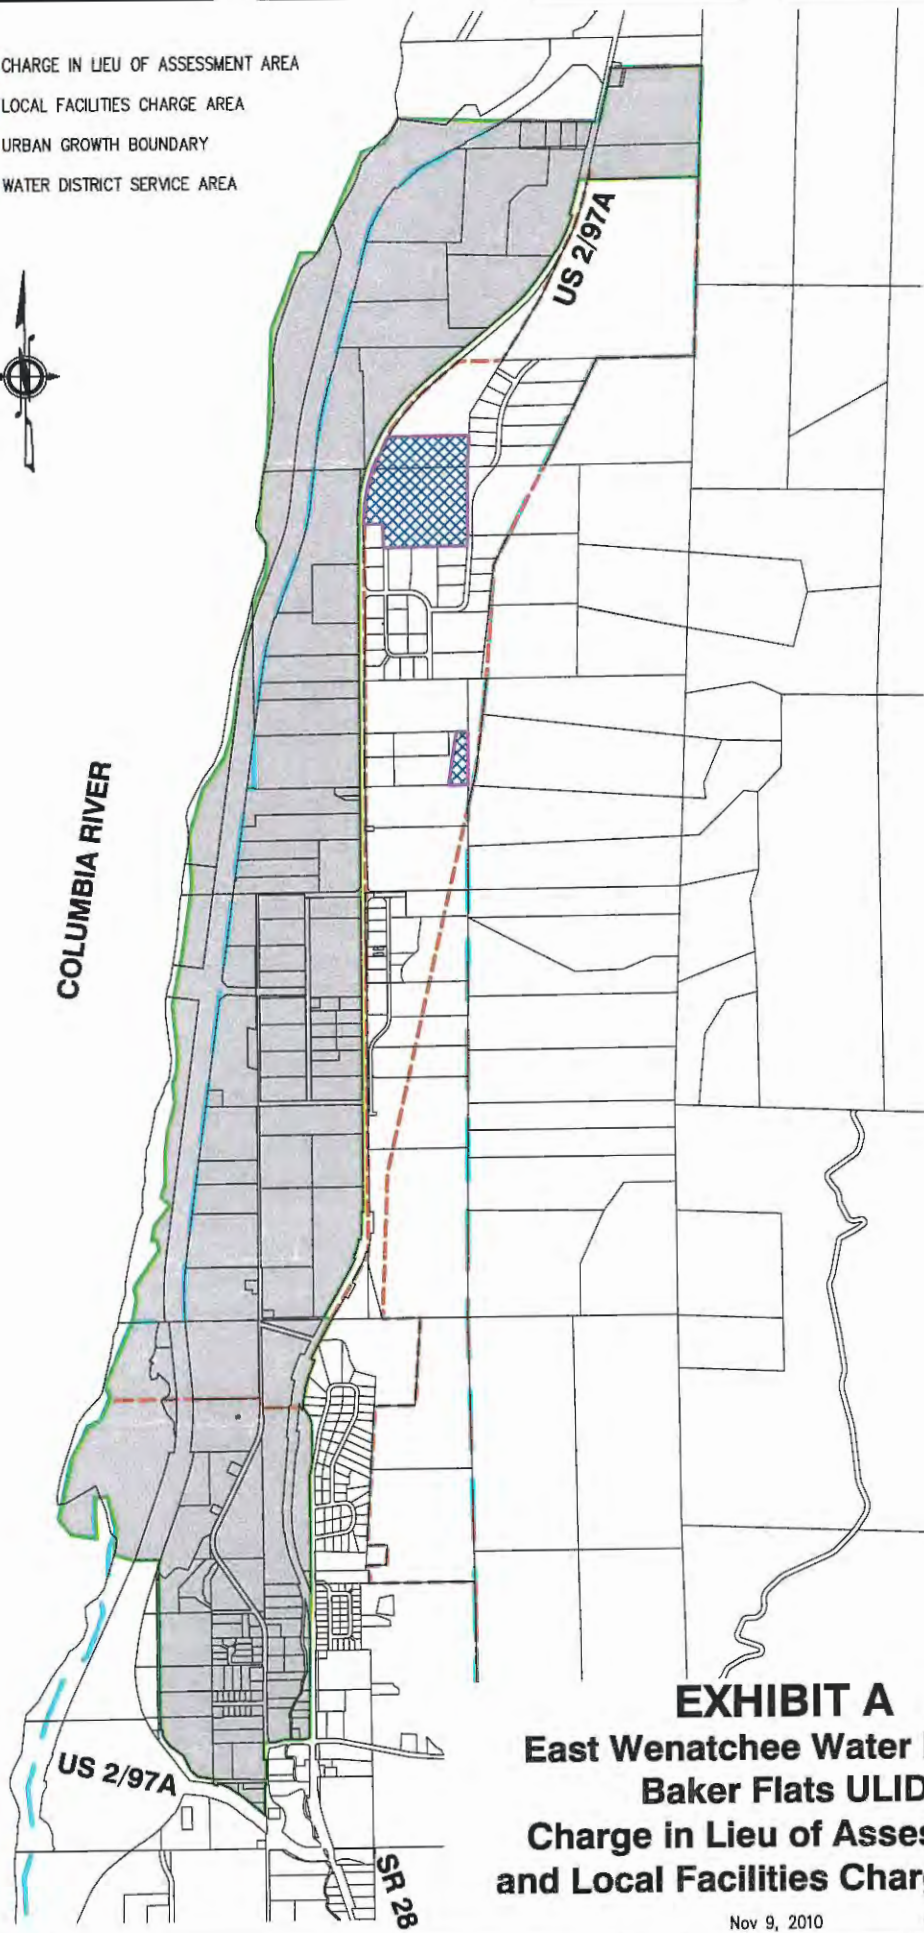 CHARGE IN LIEU OF ASSESSMENT AREA
LOCAL FACILITIES CHARGE AREA
URBAN GROWTH BOUNDARY
WATER DISTRICT SERVICE AREA
US 2/97A
COLUMBIA RIVER
US 2/97A
SR 28
EXHIBIT A
East Wenatchee Water
Baker Flats ULID
Charge in Lieu of Asses
and Local Facilities Char
Nov 9, 2010